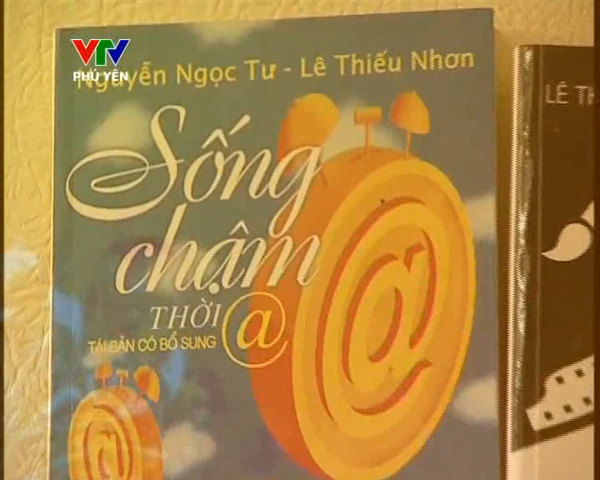 VTV
PHÚ YÊN
Nguyễn Ngọc Tư - Lê Thiếu Nhơn
Sống
chậm
THỜI @
TÁI BẢN CÓ BỔ SUNG
@
@
LÊ TH